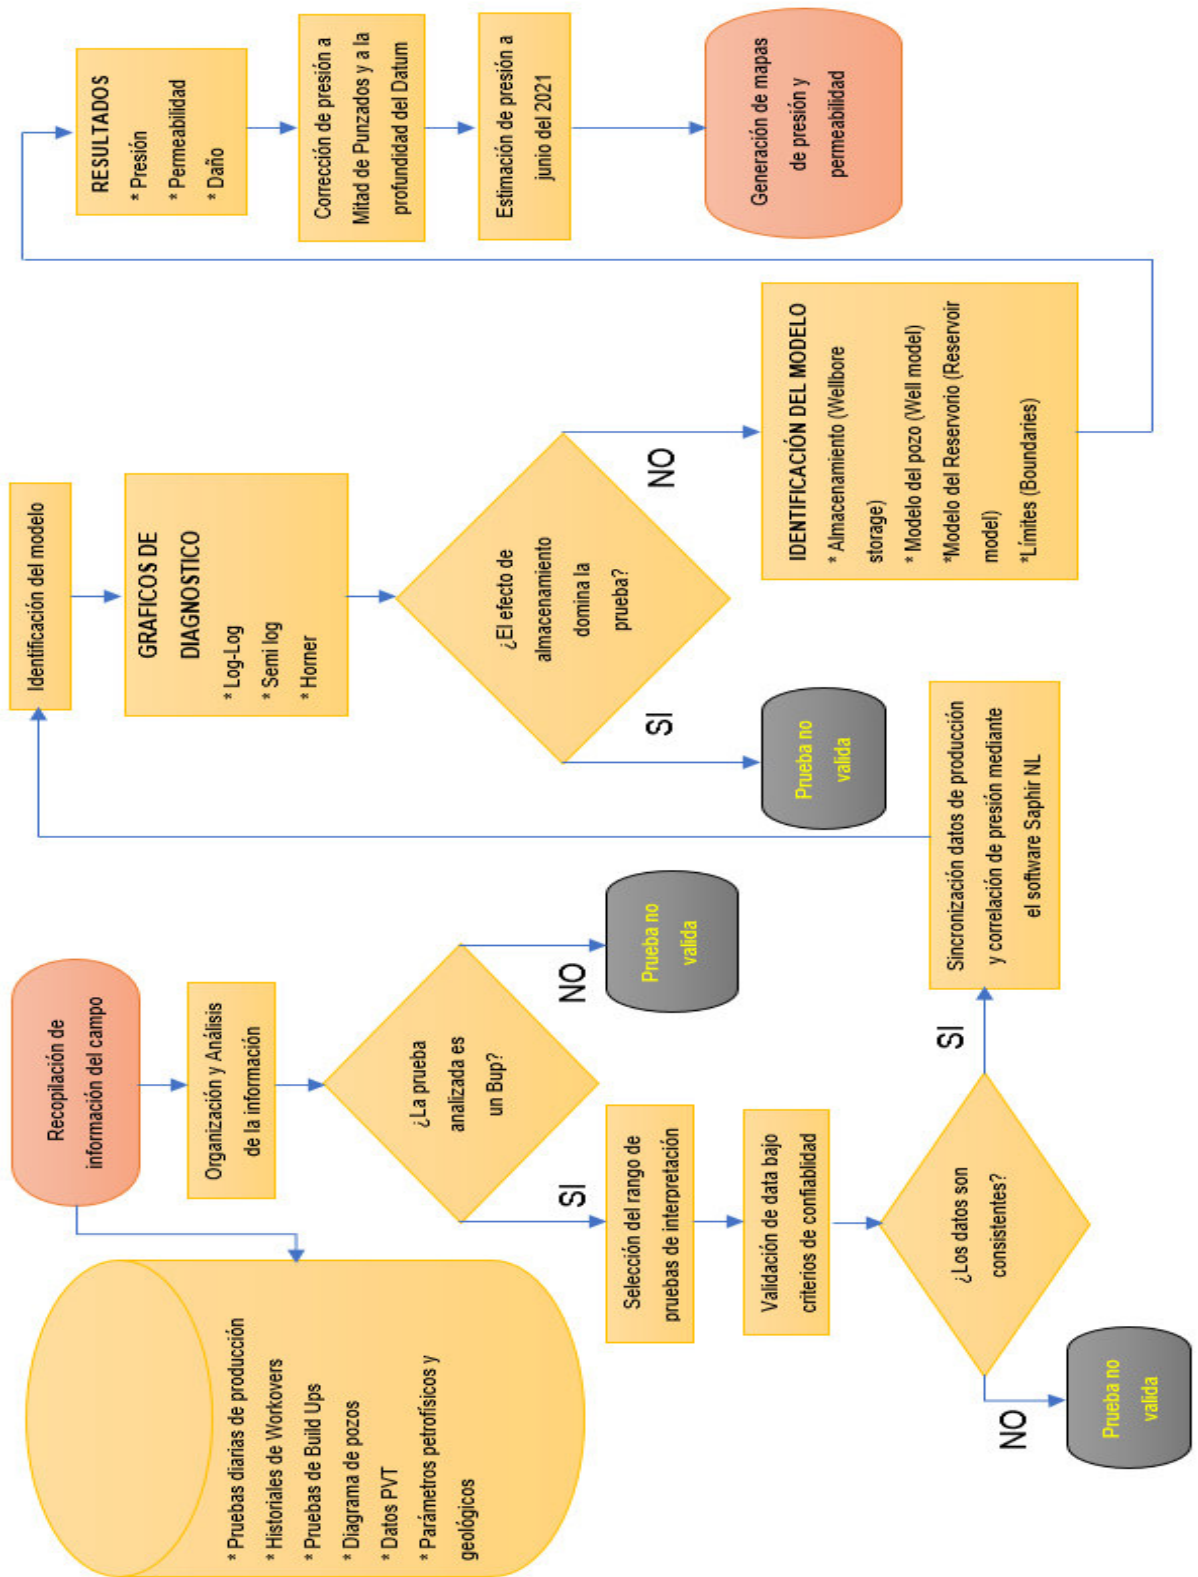 Recopilación de
información del campo
* Pruebas diarias de producción
* Historiales de Workovers
* Pruebas de Build Ups
* Diagrama de pozos
* Datos PVT
* Parámetros petrofísicos y
geológicos
Organización y Análisis
de la información
¿La prueba
analizada es
un Bup?
NO
Prueba no
valida
SI
Selección del rango de
pruebas de interpretación
Validación de data bajo
criterios de confiablidad
¿Los datos son
consistentes?
NO
Prueba no
valida
SI
Sincronización datos de producción
y correlación de presión mediante
el software Saphir NL
Identificación del modelo
GRAFICOS DE
DIAGNOSTICO
* Log-Log
* Semi log
* Horner
¿El efecto de
almacenamiento
domina la
prueba?
SI
Prueba no
valida
NO
IDENTIFICACIÓN DEL MODELO
* Almacenamiento (Wellbore
storage)
* Modelo del pozo (Well model)
*Modelo del Reservorio (Reservoir
model)
*Límites (Boundaries)
RESULTADOS
* Presión
* Permeabilidad
* Daño
Corrección de presión a
Mitad de Punzados y a la
profundidad del Datum
Estimación de presión a
junio del 2021
Generación de mapas
de presión y
permeabilidad